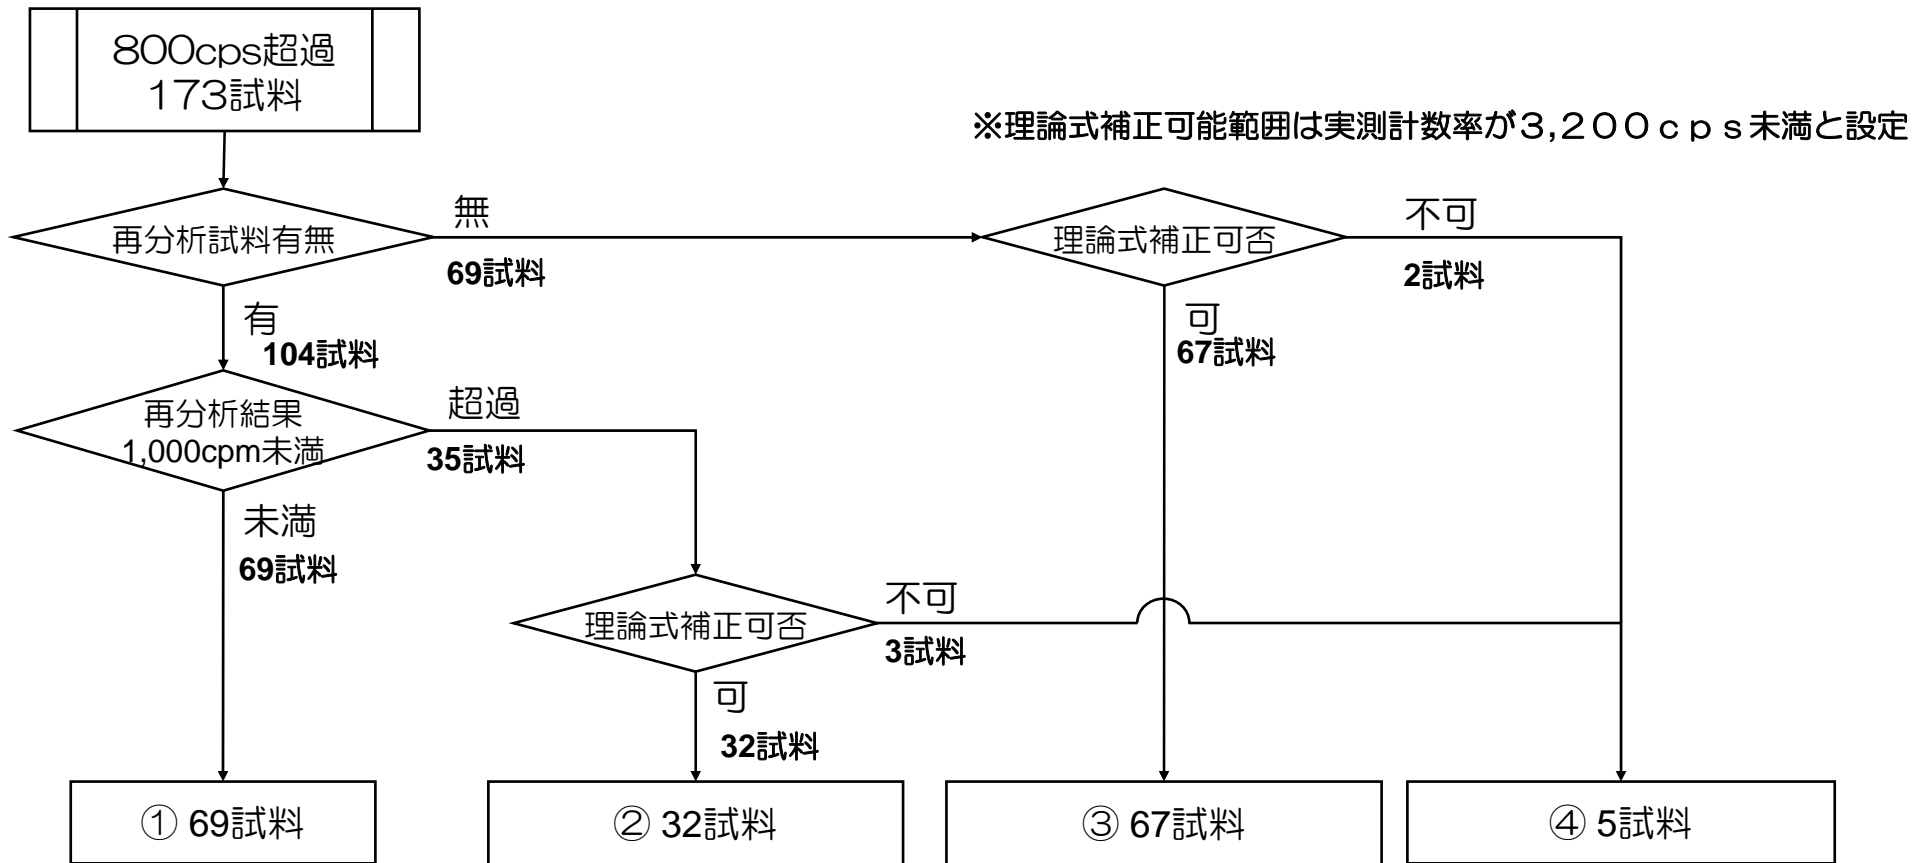 800cps超過
173試料
※理論式補正可能範囲は実測計数率が3,200cps未満と設定
再分析試料有無
無
69試料
理論式補正可否
不可
2試料
有
104試料
可
67試料
再分析結果
1,000cpm未満
超過
35試料
未満
69試料
理論式補正可否
不可
3試料
可
32試料
① 69試料
② 32試料
③ 67試料
④ 5試料